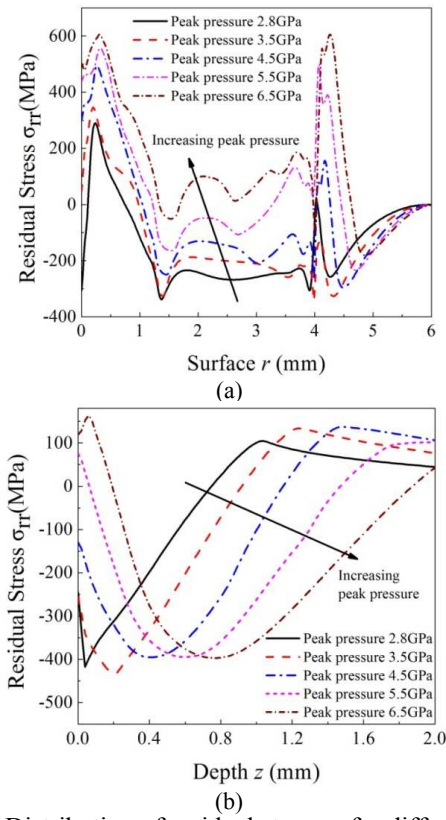 (a)
600
400
200
0
-200
-400
Residual Stress σrr(MPa)
Peak pressure 2.8GPa
Peak pressure 3.5GPa
Peak pressure 4.5GPa
Peak pressure 5.5GPa
Peak pressure 6.5GPa
Increasing peak pressure
0 1 2 3 4 5 6
Surface r (mm)
(a)
(b)
100
0
-100
-200
-300
-400
-500
Residual Stress σrr(MPa)
Increasing
peak pressure
Peak pressure 2.8GPa
Peak pressure 3.5GPa
Peak pressure 4.5GPa
Peak pressure 5.5GPa
Peak pressure 6.5GPa
0.0 0.4 0.8 1.2 1.6 2.0
Depth z (mm)
(b)